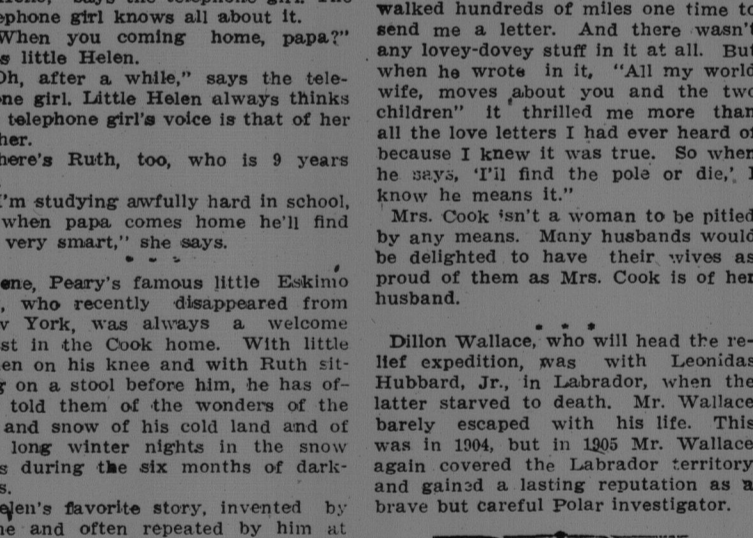 ephone girl knows all about it.
When you coming home, papa?"
s little Helen.
Oh, after a while," says the tele-
one girl. Little Helen always thinks
telephone girl's voice is that of her
her.
here's Ruth, too, who is 9 years
I'm studying awfully hard in school,
when papa comes home he'll find
very smart," she says.
* * *
ene, Peary's famous little Eskimo
, who recently disappeared from
w York, was always a welcome
st in the Cook home. With little
en on his knee and with Ruth sit-
g on a stool before him, he has of-
told them of the wonders of the
and snow of his cold land and of
long winter nights in the snow
s during the six months of dark-
s.
elen's favorite story, invented by
ne and often repeated by him at
walked hundreds of miles one time to
send me a letter. And there wasn't
any lovey-dovey stuff in it at all. But
when he wrote in it, "All my world
wife, moves about you and the two
children" it thrilled me more than
all the love letters I had ever heard of
because I knew it was true. So when
he says, 'I'll find the pole or die,' I
know he means it."
Mrs. Cook isn't a woman to be pitied
by any means. Many husbands would
be delighted to have their wives as
proud of them as Mrs. Cook is of her
husband.
* * *
Dillon Wallace, who will head the re-
lief expedition, was with Leonidas
Hubbard, Jr., in Labrador, when the
latter starved to death. Mr. Wallace
barely escaped with his life. This
was in 1904, but in 1905 Mr. Wallace
again covered the Labrador territory
and gained a lasting reputation as a
brave but careful Polar investigator.